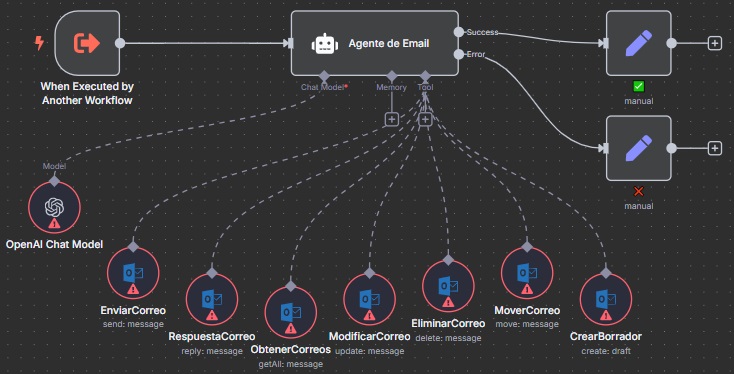 Agente de Email
Success
Error
When Executed by
Another Workflow
Chat Model*
Memory
Tool
manual
manual
Model
OpenAI Chat Model
EnviarCorreo
send: message
RespuestaCorreo
reply: message
ObtenerCorreos
getAll: message
ModificarCorreo
update: message
EliminarCorreo
delete: message
MoverCorreo
move: message
CrearBorrador
create: draft